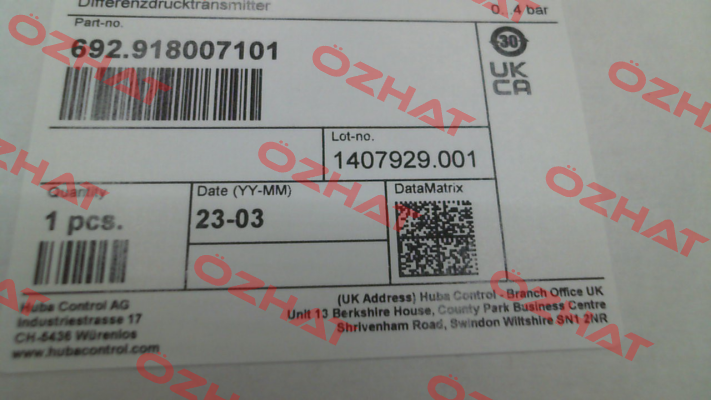 Differenzdrucktransmitter
0.. 4 bar
Part-no.
692.918007101
30
UK
CA
Lot-no.
1407929.001
Quantity
1 pcs.
Date (YY-MM)
23-03
DataMatrix
Huba Control AG
Industriestrasse 17
CH-5436 Würenlos
www.hubacontrol.com
(UK Address) Huba Control - Branch Office UK
Unit 13 Berkshire House, County Park Business Centre
Shrivenham Road, Swindon Wiltshire SN1 2NR
ÖZHAT
ÖZHAT
ÖZHAT
ÖZHAT
ÖZHAT
ÖZHAT
ÖZHAT
ÖZHAT